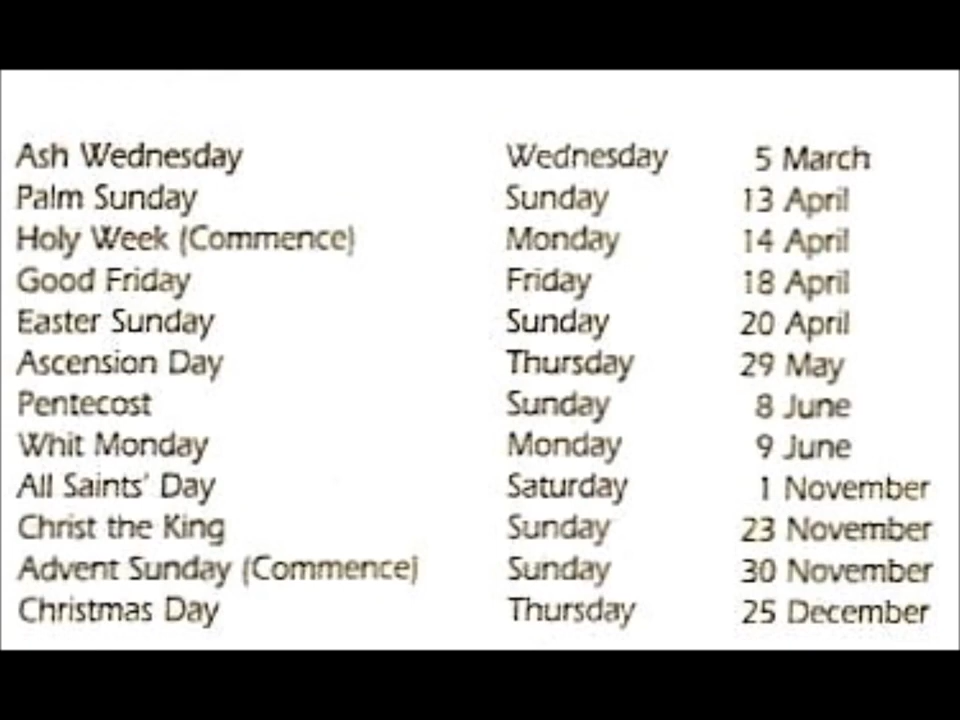 Ash Wednesday Wednesday 5 March
Palm Sunday Sunday 13 April
Holy Week (Commence) Monday 14 April
Good Friday Friday 18 April
Easter Sunday Sunday 20 April
Ascension Day Thursday 29 May
Pentecost Sunday 8 June
Whit Monday Monday 9 June
All Saints' Day Saturday 1 November
Christ the King Sunday 23 November
Advent Sunday (Commence) Sunday 30 November
Christmas Day Thursday 25 December